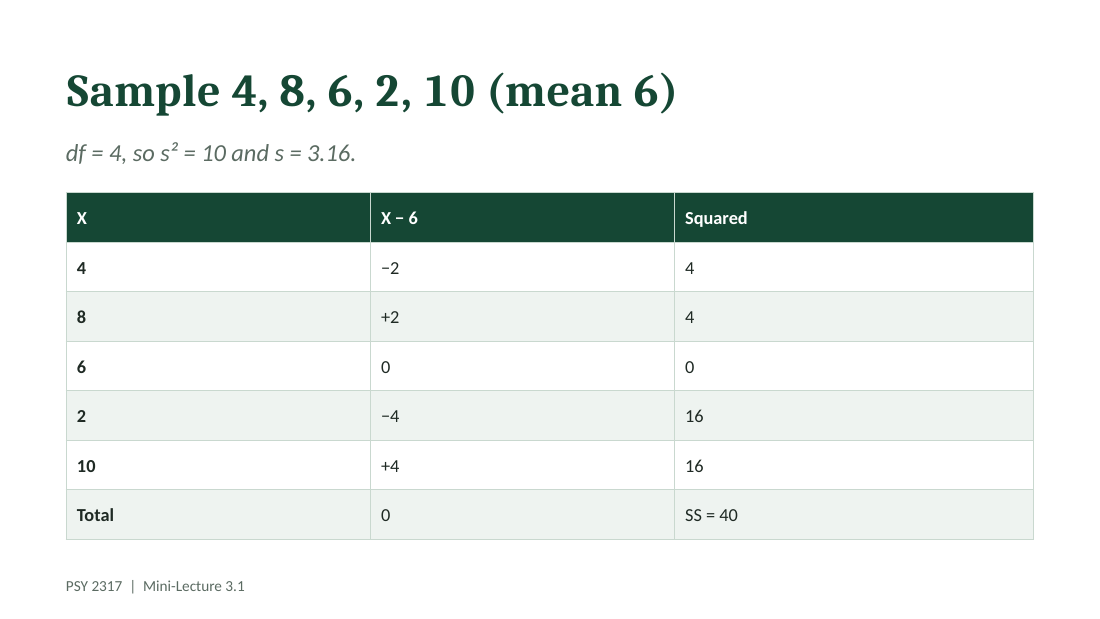 Sample 4, 8, 6, 2, 10 (mean 6)
df = 4, so s² = 10 and s = 3.16.
X X − 6 Squared
4 −2 4
8 +2 4
6 0 0
2 −4 16
10 +4 16
Total 0 SS = 40
PSY 2317 | Mini-Lecture 3.1